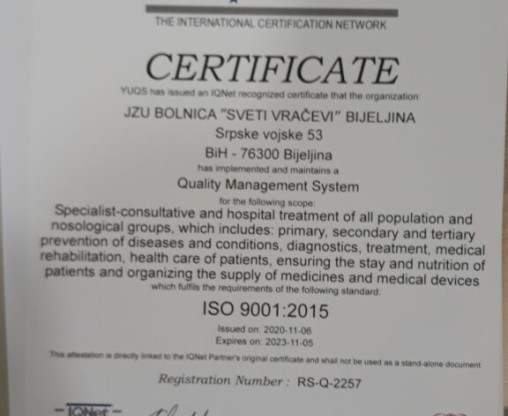 THE INTERNATIONAL CERTIFICATION NETWORK
CERTIFICATE
YUQS has issued an IQNet recognized certificate that the organization
JZU BOLNICA "SVETI VRAČEVI" BIJELJINA
Srpske vojske 53
BiH - 76300 Bijeljina
has implemented and maintains a
Quality Management System
for the following scope:
Specialist-consultative and hospital treatment of all population and
nosological groups, which includes: primary, secondary and tertiary
prevention of diseases and conditions, diagnostics, treatment, medical
rehabilitation, health care of patients, ensuring the stay and nutrition of
patients and organizing the supply of medicines and medical devices
which fulfils the requirements of the following standard:
ISO 9001:2015
Issued on: 2020-11-06
Expires on: 2023-11-05
This attestation is directly linked to the IQNet Partner's original certificate and shall not be used as a stand-alone document
Registration Number : RS-Q-2257
IQNet